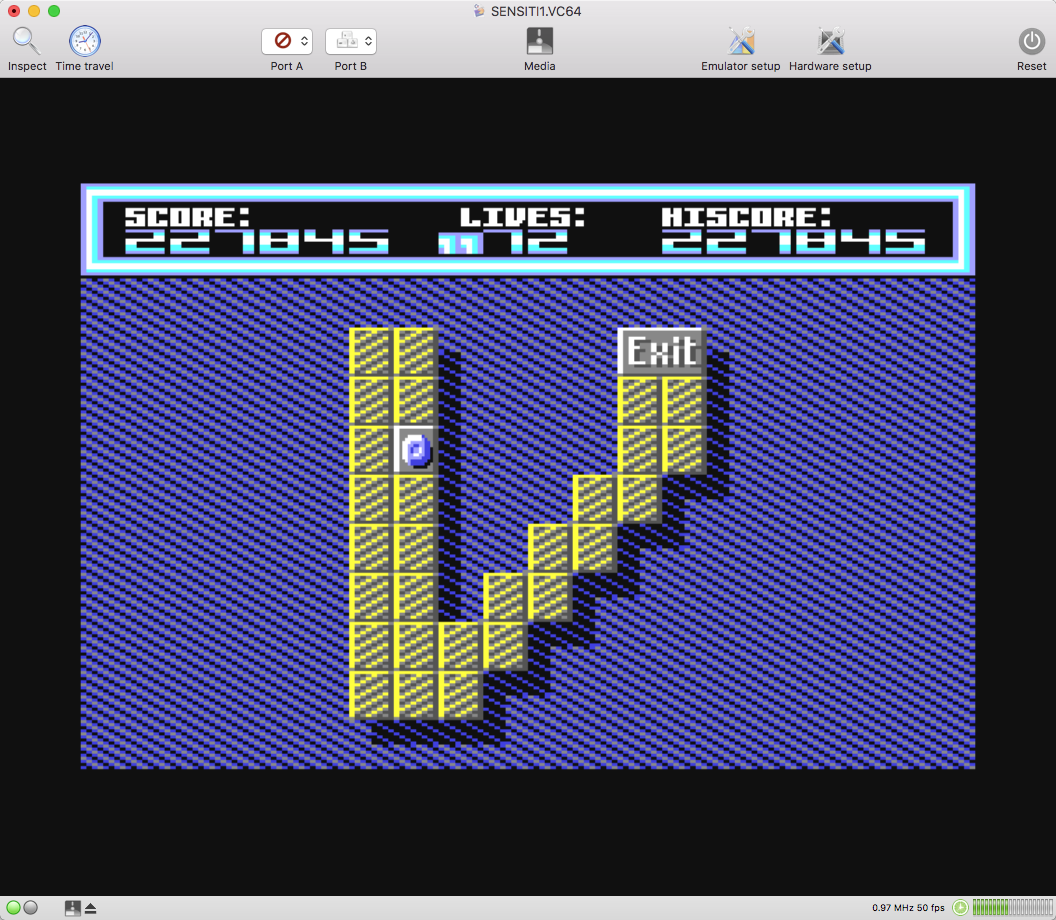 SENSITI1.VC64
Inspect Time travel Port A Port B Media Emulator setup Hardware setup Reset
SCORE: LIVES: HISCORE:
227845 72 227845
Exit
0.97 MHz 50 fps